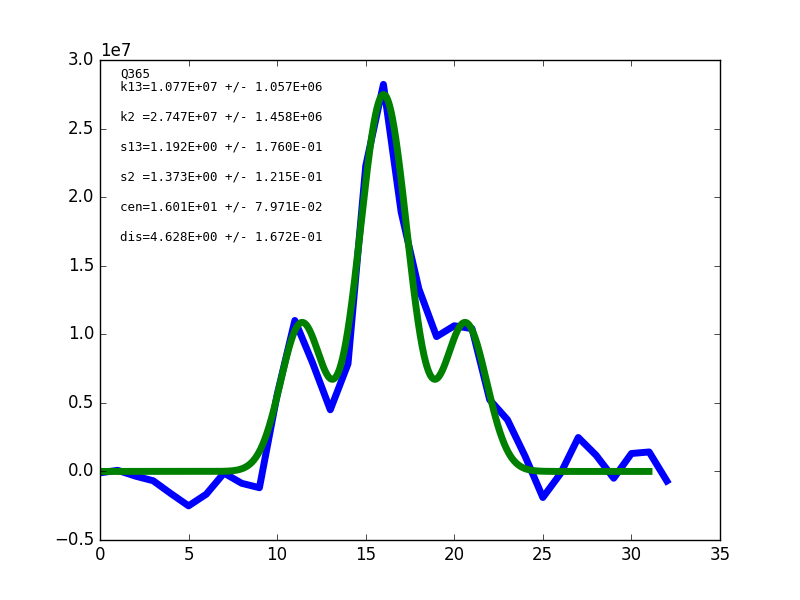 1e7
3.0
Q365
k13=1.077E+07 +/- 1.057E+06
k2 =2.747E+07 +/- 1.458E+06
2.5
s13=1.192E+00 +/- 1.760E-01
s2 =1.373E+00 +/- 1.215E-01
2.0
cen=1.601E+01 +/- 7.971E-02
dis=4.628E+00 +/- 1.672E-01
1.5
1.0
0.5
0.0
−0.5
0 5 10 15 20 25 30 35